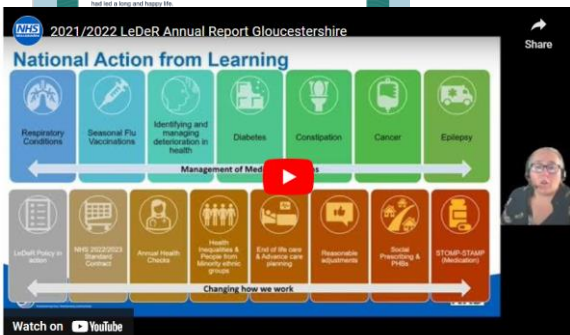 had led a long and happy life.
NHS
2021/2022 LeDeR Annual Report Gloucestershire
Share
National Action from Learning
Respiratory
Conditions
Seasonal Flu
Vaccinations
Identifying and
managing
deterioration in
health
Diabetes
Constipation
Cancer
Epilepsy
Management of
LeDeR Policy in
action
NHS 2022/2023
Standard
Contract
Annual Health
Checks
Health
Inequalities &
People from
Minority ethnic
groups
End of life care
& Advance care
planning
Reasonable
adjustments
Social
Prescribing &
PHBs
STOMP-STAMP
(Medication)
Changing how we work
Watch on YouTube